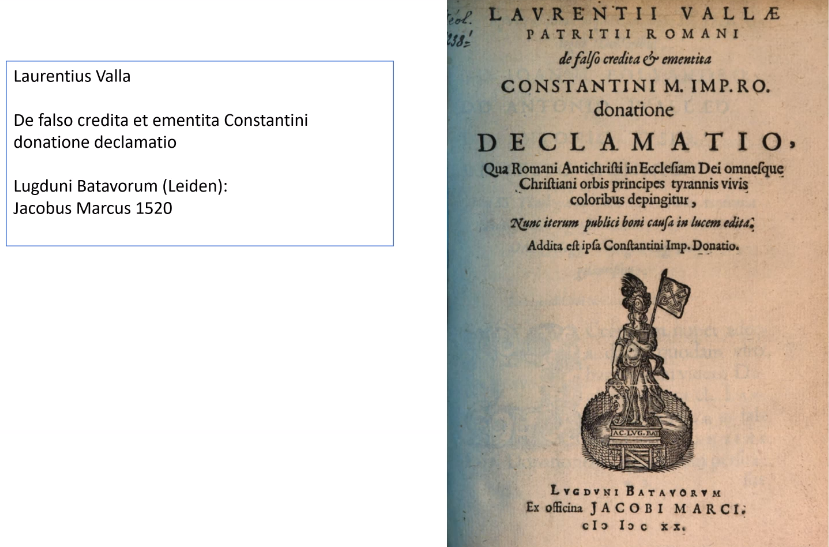 Laurentius Valla
De falso credita et ementita Constantini
donatione declamatio
Lugduni Batavorum (Leiden):
Jacobus Marcus 1520
LAVRENTII VALLÆ
PATRITII ROMANI
de falſo credita & ementita
CONSTANTINI M. IMP. RO.
donatione
DECLAMATIO,
Qua Romani Antichriſti in Eccleſiam Dei omneſque
Chriſtiani orbis principes tyrannis vivis
coloribus depingitur,
Nunc iterum publici boni cauſa in lucem edita.
Addita eſt ipſa Conſtantini Imp. Donatio.
AC. LVG. BAT
LVGDVNI BATAVORVM
Ex officina JACOBI MARCI.
cIↄ Iↄc xx.